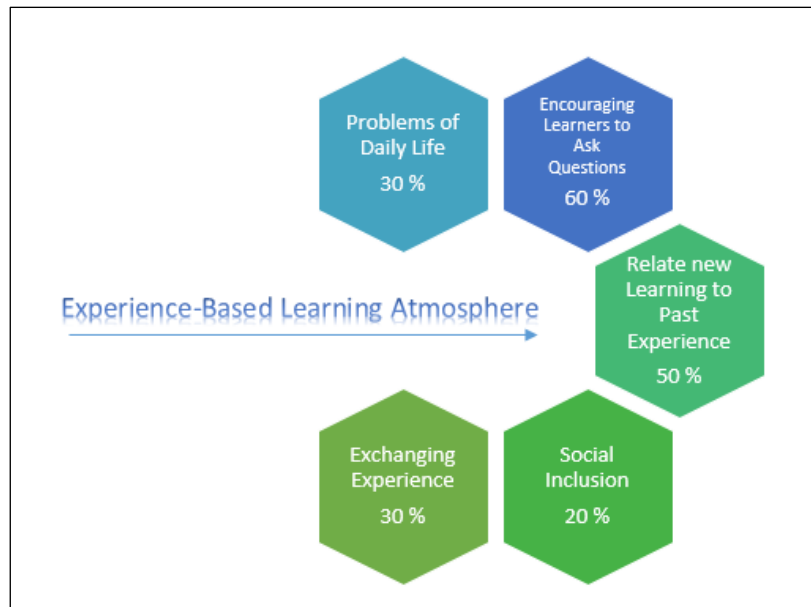 Problems of
Daily Life
30 %
Encouraging
Learners to
Ask
Questions
60 %
Relate new
Learning to
Past
Experience
50 %
Experience-Based Learning Atmosphere
Exchanging
Experience
30 %
Social
Inclusion
20 %